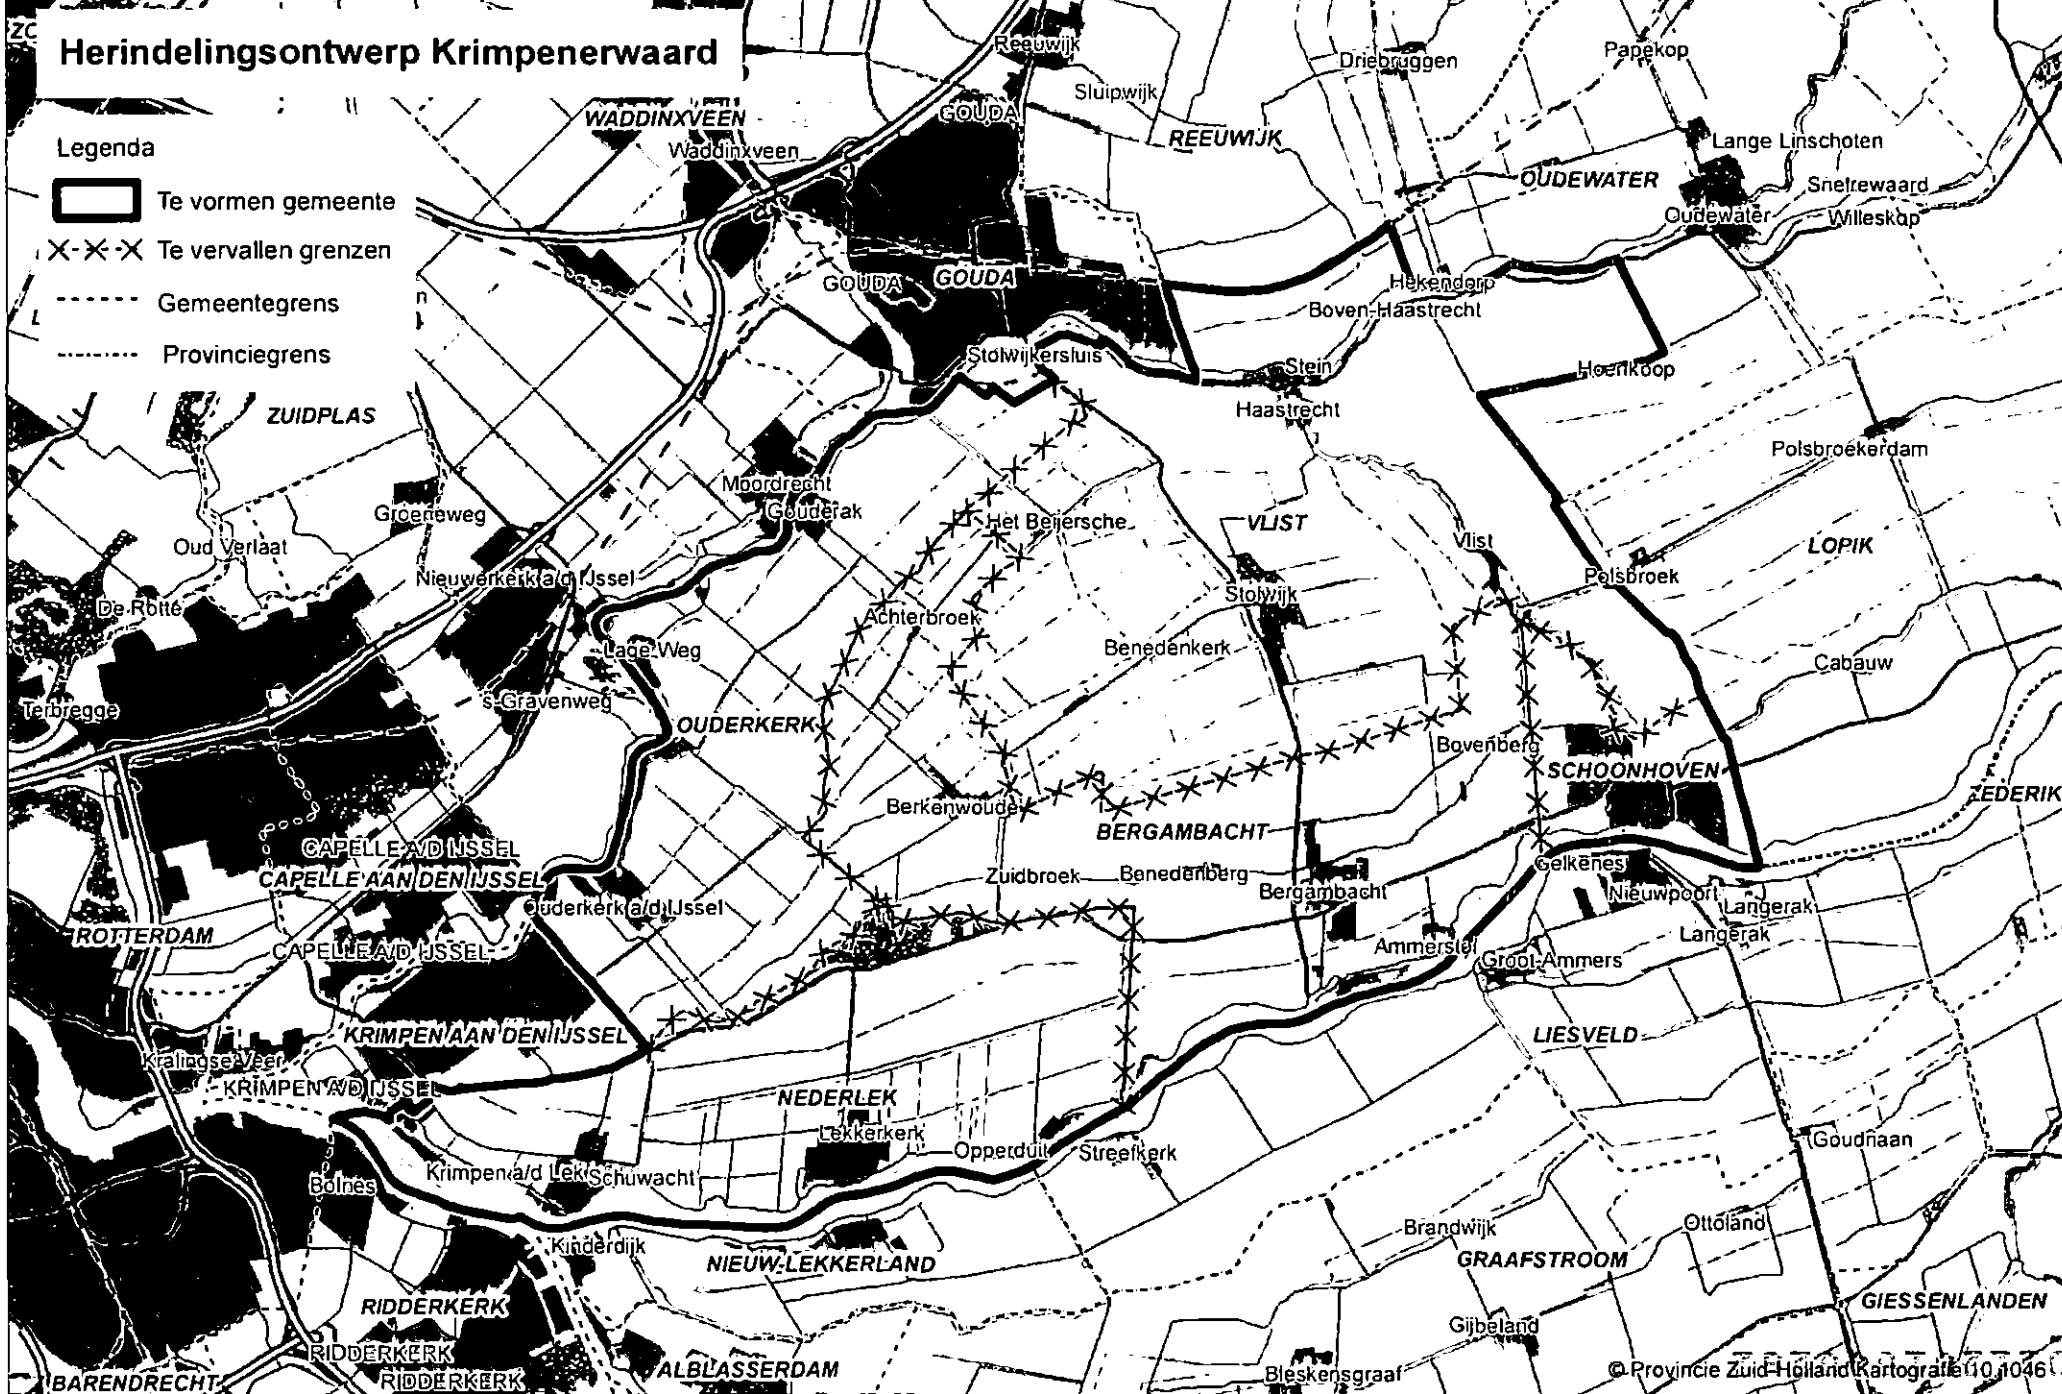 Herindelingsontwerp Krimpenerwaard
Legenda
Te vormen gemeente
Te vervallen grenzen
Gemeentegrens
Provinciegrens
Reeuwijk
Sluipwijk
Driebruggen
Papekop
WADDINXVEEN
GOUDA
REEUWIJK
Waddinxveen
Lange Linschoten
OUDEWATER
Snelrewaard
Oudewater
Willeskop
GOUDA
GOUDA
Hekendorp
Boven-Haastrecht
Stolwijkersluis
Stein
Hoenkoop
ZUIDPLAS
Haastrecht
Polsbroekerdam
Moordrecht
Gouderak
Groeneweg
Het Beijersche
VLIST
Vlist
LOPIK
Oud Verlaat
Nieuwerkerk a/d IJssel
Polsbroek
De Rotte
Achterbroek
Stolwijk
Lage Weg
Benedenkerk
Cabauw
Terbregge
's-Gravenweg
OUDERKERK
Bovenberg
SCHOONHOVEN
ZEDERIK
Berkenwoude
BERGAMBACHT
CAPELLE A/D IJSSEL
CAPELLE AAN DEN IJSSEL
Zuidbroek
Benedenberg
Bergambacht
Gelkenes
Nieuwpoort
Langerak
Ouderkerk a/d IJssel
ROTTERDAM
CAPELLE A/D IJSSEL
Ammerstol
Groot-Ammers
Langerak
KRIMPEN AAN DEN IJSSEL
LIESVELD
Kralingse Veer
KRIMPEN A/D IJSSEL
NEDERLEK
Lekkerkerk
Opperduit
Streefkerk
Goudriaan
Bolnes
Krimpen a/d Lek
Schuwacht
Kinderdijk
NIEUW-LEKKERLAND
Brandwijk
Ottoland
GRAAFSTROOM
RIDDERKERK
GIESSENLANDEN
RIDDERKERK
Gijbeland
BARENDRECHT
RIDDERKERK
ALBLASSERDAM
Bleskensgraaf
© Provincie Zuid-Holland Kartografie 10.1046